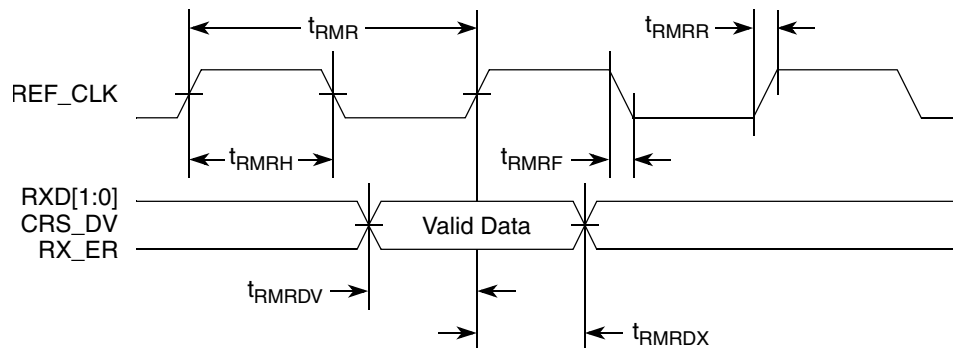 tRMR
tRMRR
REF_CLK
tRMRH
tRMRF
RXD[1:0]
CRS_DV
RX_ER
Valid Data
tRMRDV
tRMRDX